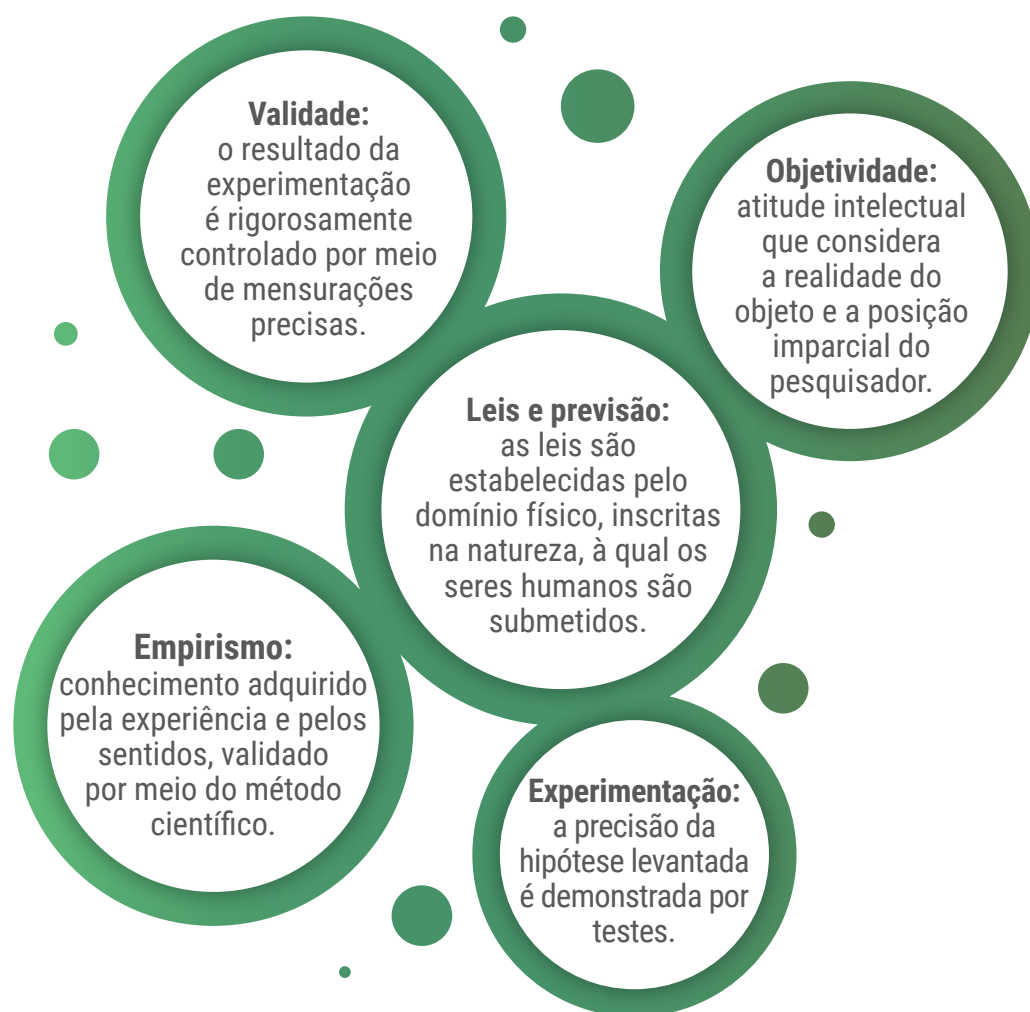 Validade:
o resultado da
experimentação
é rigorosamente
controlado por meio
de mensurações
precisas.
Objetividade:
atitude intelectual
que considera
a realidade do
objeto e a posição
imparcial do
pesquisador.
Leis e previsão:
as leis são
estabelecidas pelo
domínio físico, inscritas
na natureza, à qual os
seres humanos são
submetidos.
Empirismo:
conhecimento adquirido
pela experiência e pelos
sentidos, validado
por meio do método
científico.
Experimentação:
a precisão da
hipótese levantada
é demonstrada por
testes.